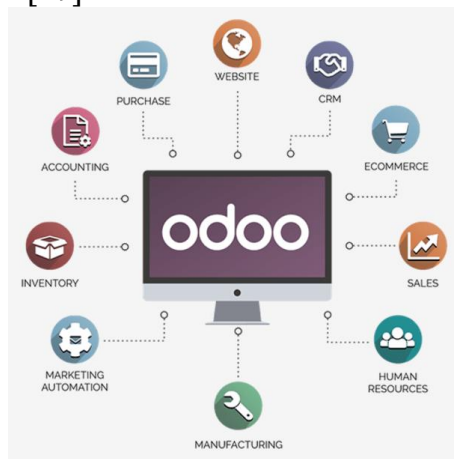 WEBSITE
PURCHASE
CRM
ACCOUNTING
ECOMMERCE
odoo
INVENTORY
SALES
MARKETING
AUTOMATION
HUMAN
RESOURCES
MANUFACTURING